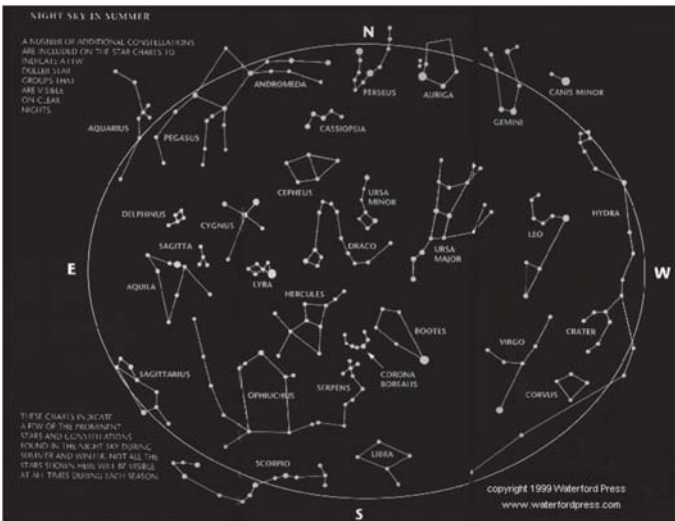 NIGHT SKY IN SUMMER
A NUMBER OF ADDITIONAL CONSTELLATIONS
ARE INCLUDED ON THE STAR CHARTS TO
INDICATE A FEW
DULLER STAR
GROUPS THAT
ARE VISIBLE
ON CLEAR
NIGHTS.
N
ANDROMEDA
PERSEUS
AURIGA
CANIS MINOR
GEMINI
AQUARIUS
PEGASUS
CASSIOPEIA
CEPHEUS
URSA
MINOR
DELPHINUS
CYGNUS
HYDRA
SAGITTA
DRACO
URSA
MAJOR
LEO
E
W
AQUILA
LYRA
HERCULES
BOOTES
VIRGO
CRATER
SAGITTARIUS
OPHIUCHUS
SERPENS
CORONA
BOREALIS
CORVUS
THESE CHARTS INDICATE
A FEW OF THE PROMINENT
STARS AND CONSTELLATIONS
FOUND IN THE NIGHT SKY DURING
SUMMER AND WINTER. NOT ALL THE
STARS SHOWN HERE WILL BE VISIBLE
AT ALL TIMES DURING EACH SEASON.
SCORPIO
LIBRA
S
copyright 1999 Waterford Press
www.waterfordpress.com